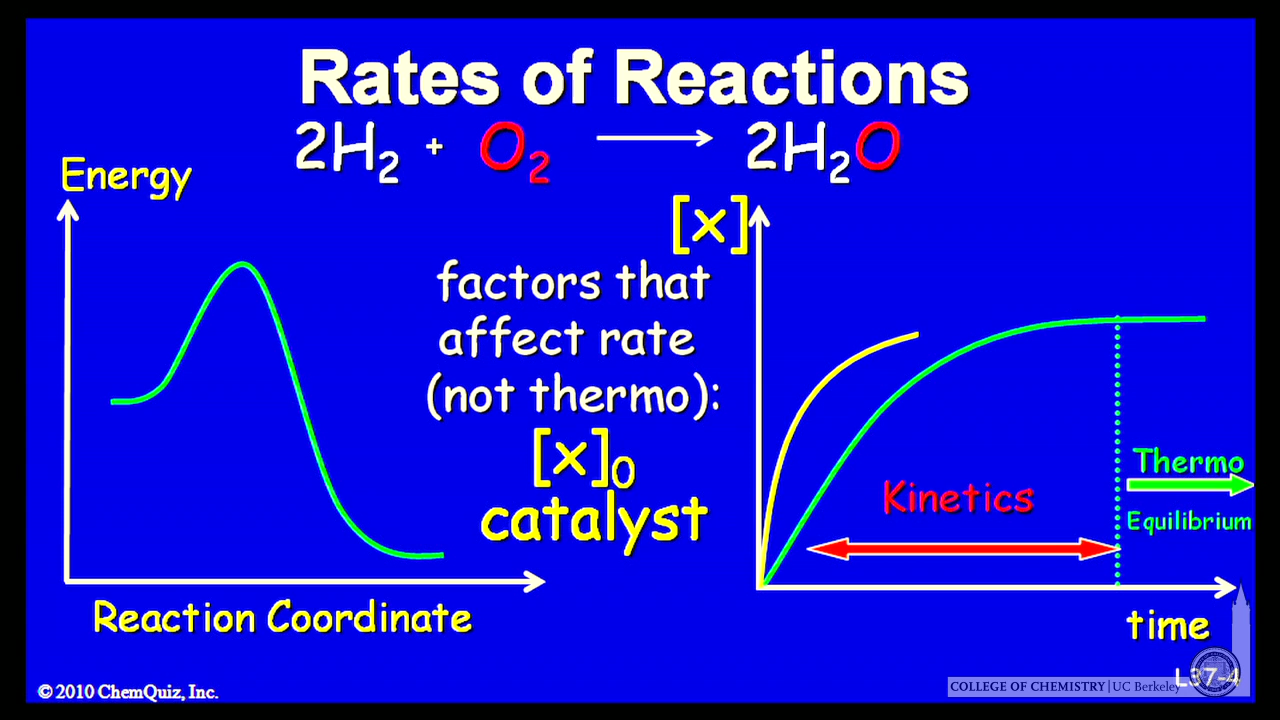 Rates of Reactions
2H₂ + O₂ → 2H₂O
Energy
[x]
factors that
affect rate
(not thermo):
[x]₀
catalyst
Kinetics
Thermo
Equilibrium
Reaction Coordinate
time
© 2010 ChemQuiz, Inc.
COLLEGE OF CHEMISTRY | UC Berkeley
L37-4